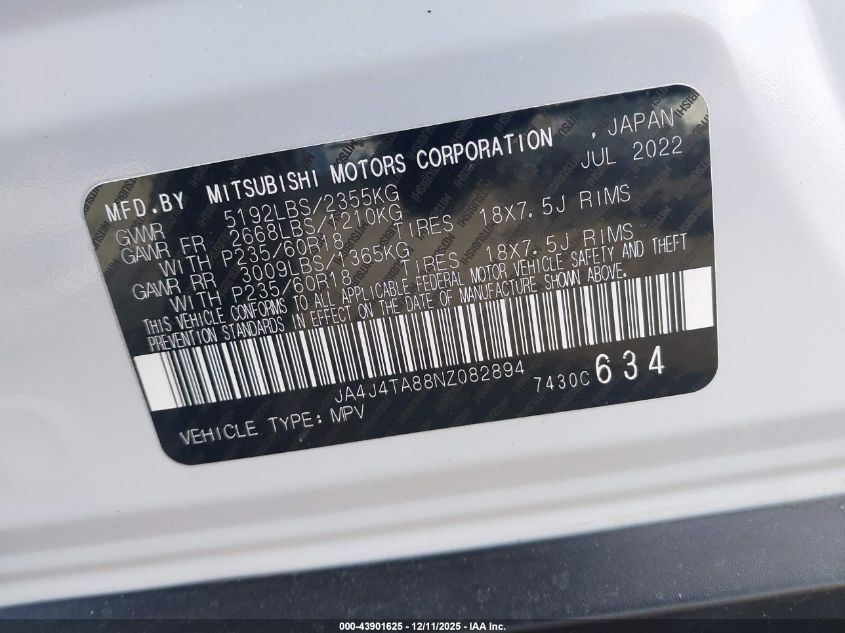 MFD.BY MITSUBISHI MOTORS CORPORATION , JAPAN
JUL 2022
GVWR 5192LBS/2355KG
GAWR FR 2668LBS/1210KG
WITH P235/60R18 TIRES 18X7.5J RIMS
GAWR RR 3009LBS/1365KG
WITH P235/60R18 TIRES 18X7.5J RIMS
THIS VEHICLE CONFORMS TO ALL APPLICABLE FEDERAL MOTOR VEHICLE SAFETY AND THEFT
PREVENTION STANDARDS IN EFFECT ON THE DATE OF MANUFACTURE SHOWN ABOVE.
JA4J4TA88NZ082894 7430C 634
VEHICLE TYPE: MPV
000-43901625 - 12/11/2025 - IAA Inc.